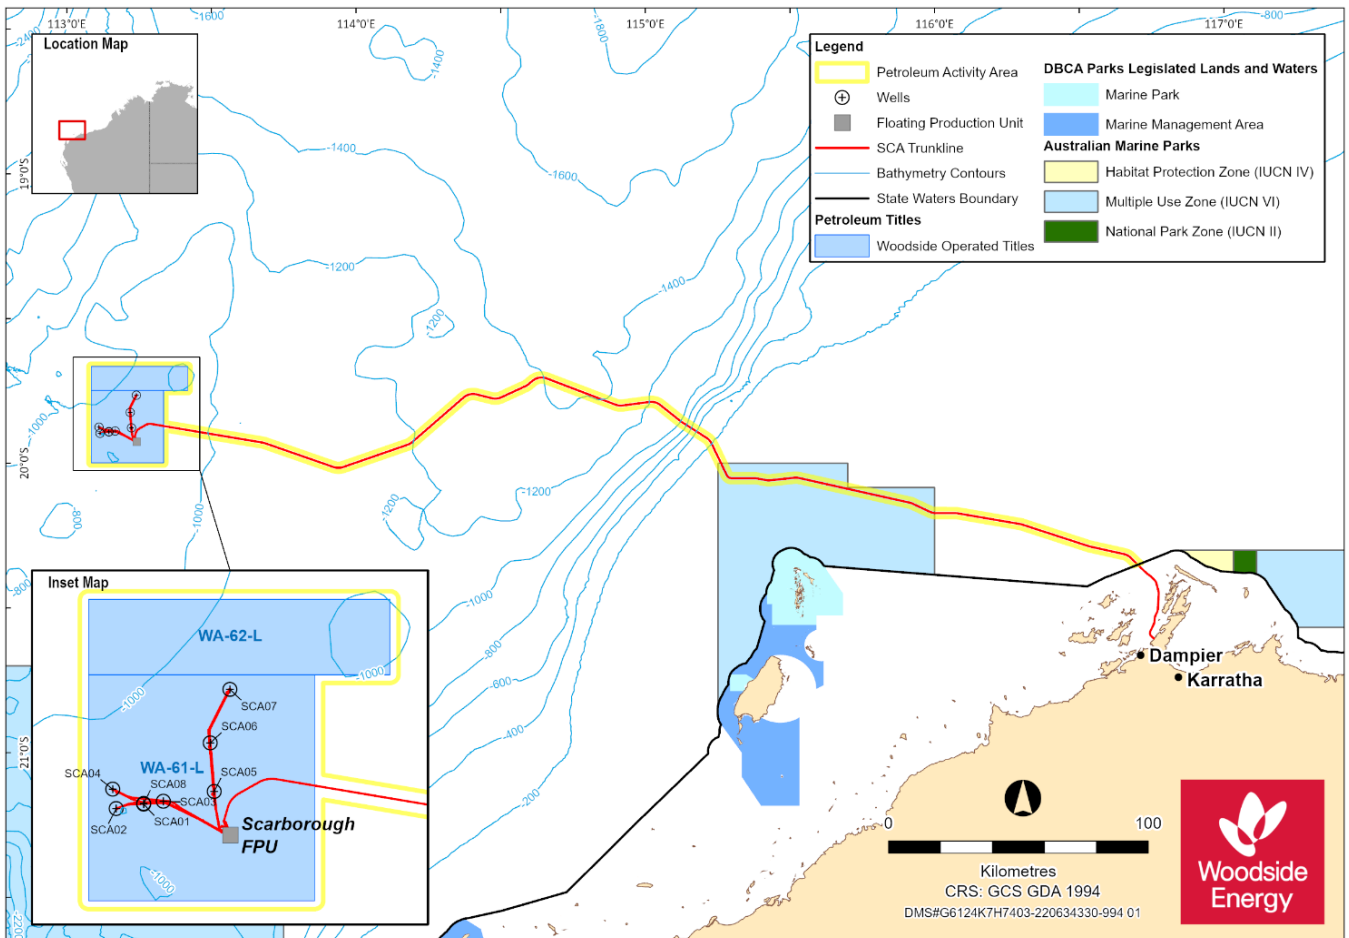 113°0'E
114°0'E
115°0'E
116°0'E
117°0'E
19°0'S
20°0'S
21°0'S
Location Map
Legend
Petroleum Activity Area
Wells
Floating Production Unit
SCA Trunkline
Bathymetry Contours
State Waters Boundary
Petroleum Titles
Woodside Operated Titles
DBCA Parks Legislated Lands and Waters
Marine Park
Marine Management Area
Australian Marine Parks
Habitat Protection Zone (IUCN IV)
Multiple Use Zone (IUCN VI)
National Park Zone (IUCN II)
-2400
-1600
-1400
-1800
-800
-1400
-1600
-1200
-1400
-1200
-1000
-1200
-1200
-1000
-800
-800
-1000
-800
-600
-400
-200
-2200
Inset Map
WA-62-L
-1000
-1000
SCA07
SCA06
WA-61-L
SCA05
SCA04
SCA08
SCA03
SCA02
SCA01
Scarborough
FPU
-1000
Dampier
Karratha
0
100
Kilometres
CRS: GCS GDA 1994
DMS#G6124K7H7403-220634330-994 01
Woodside
Energy